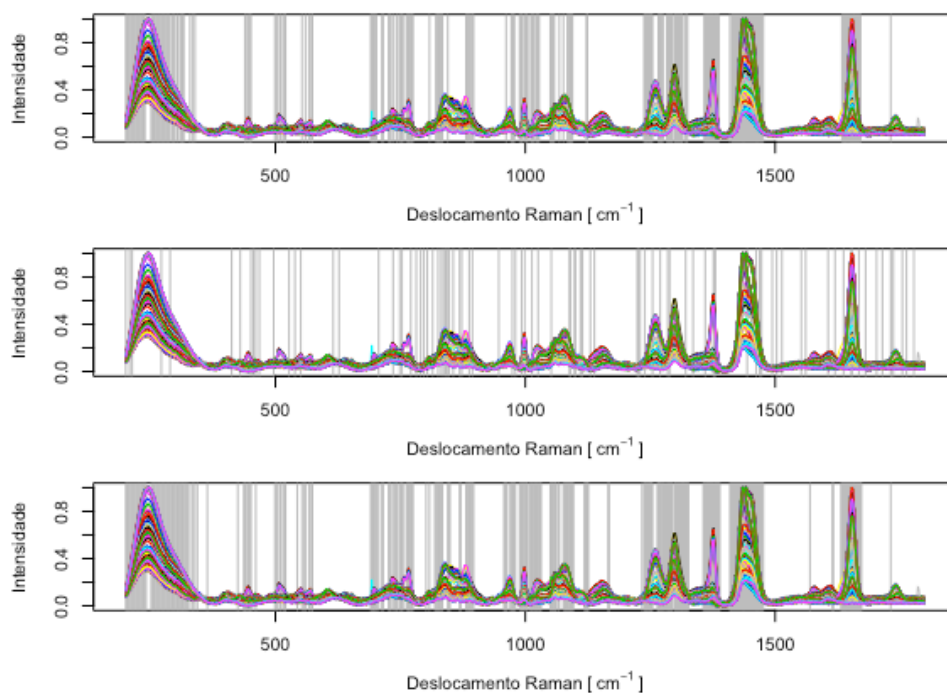 Intensidade
0.0 0.4 0.8
500 1000 1500
Deslocamento Raman [ cm⁻¹ ]
Intensidade
0.0 0.4 0.8
500 1000 1500
Deslocamento Raman [ cm⁻¹ ]
Intensidade
0.0 0.4 0.8
500 1000 1500
Deslocamento Raman [ cm⁻¹ ]